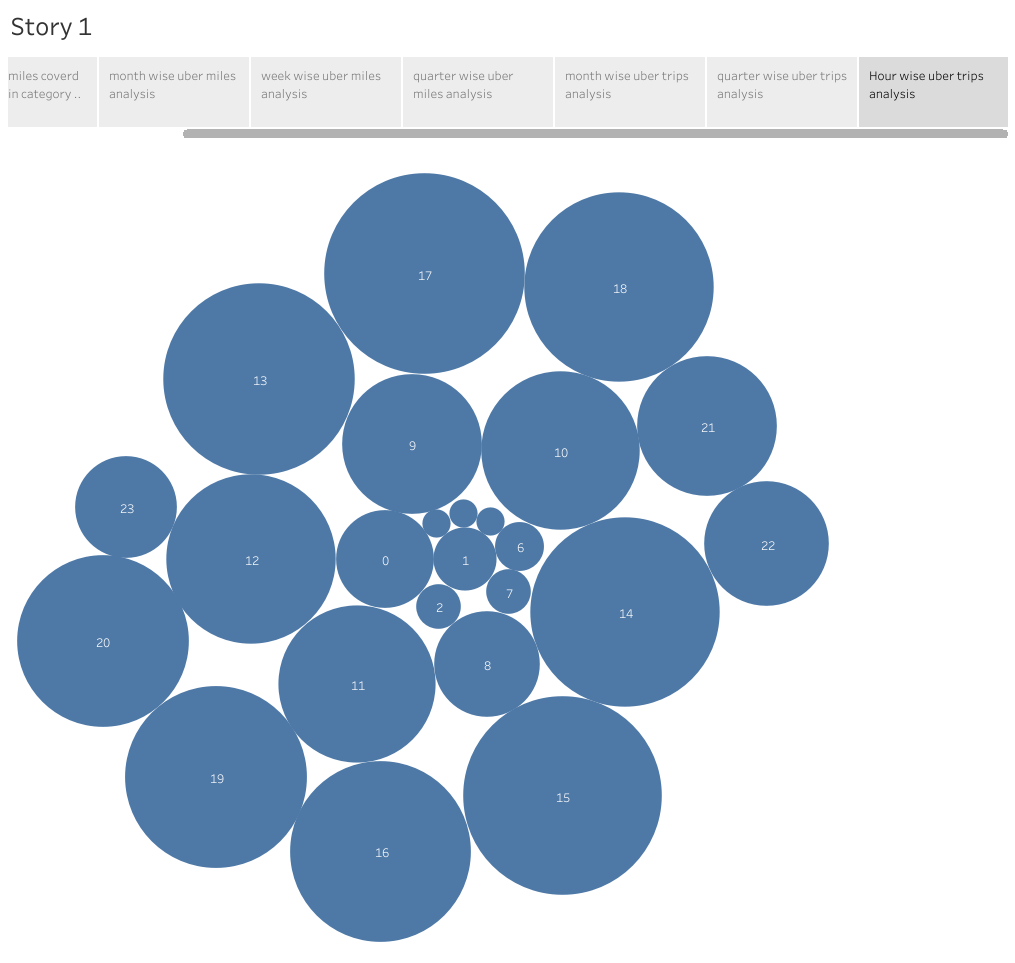 Story 1
miles coverd
in category ..
month wise uber miles
analysis
week wise uber miles
analysis
quarter wise uber
miles analysis
month wise uber trips
analysis
quarter wise uber trips
analysis
Hour wise uber trips
analysis
17
18
13
21
9
10
23
22
6
0
1
12
7
2
14
20
8
11
19
15
16